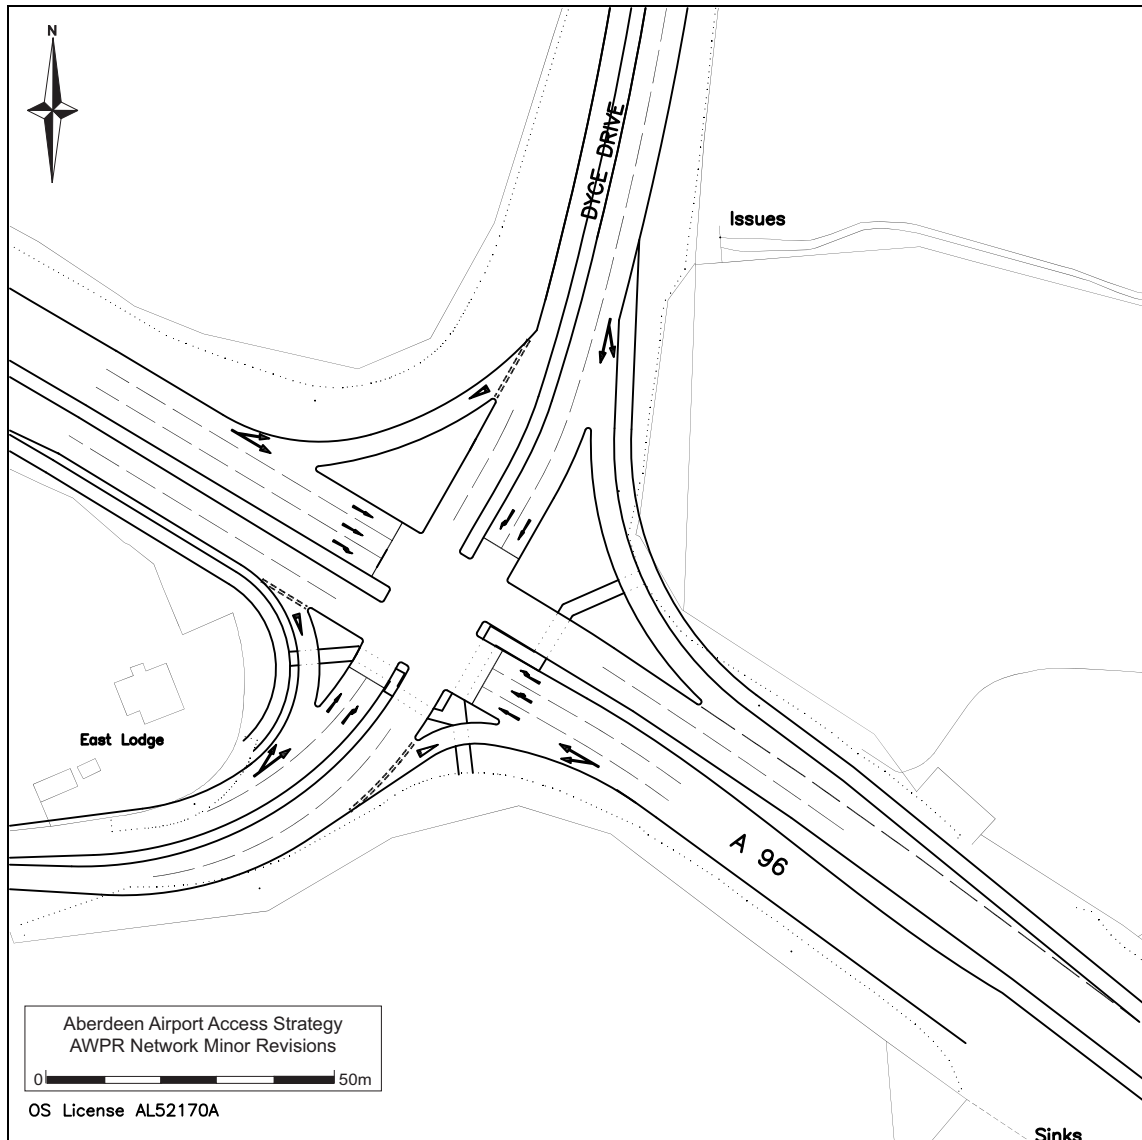 N
DYCE DRIVE
Issues
East Lodge
A 96
Aberdeen Airport Access Strategy
AWPR Network Minor Revisions
0 50m
OS License AL52170A
Sinks